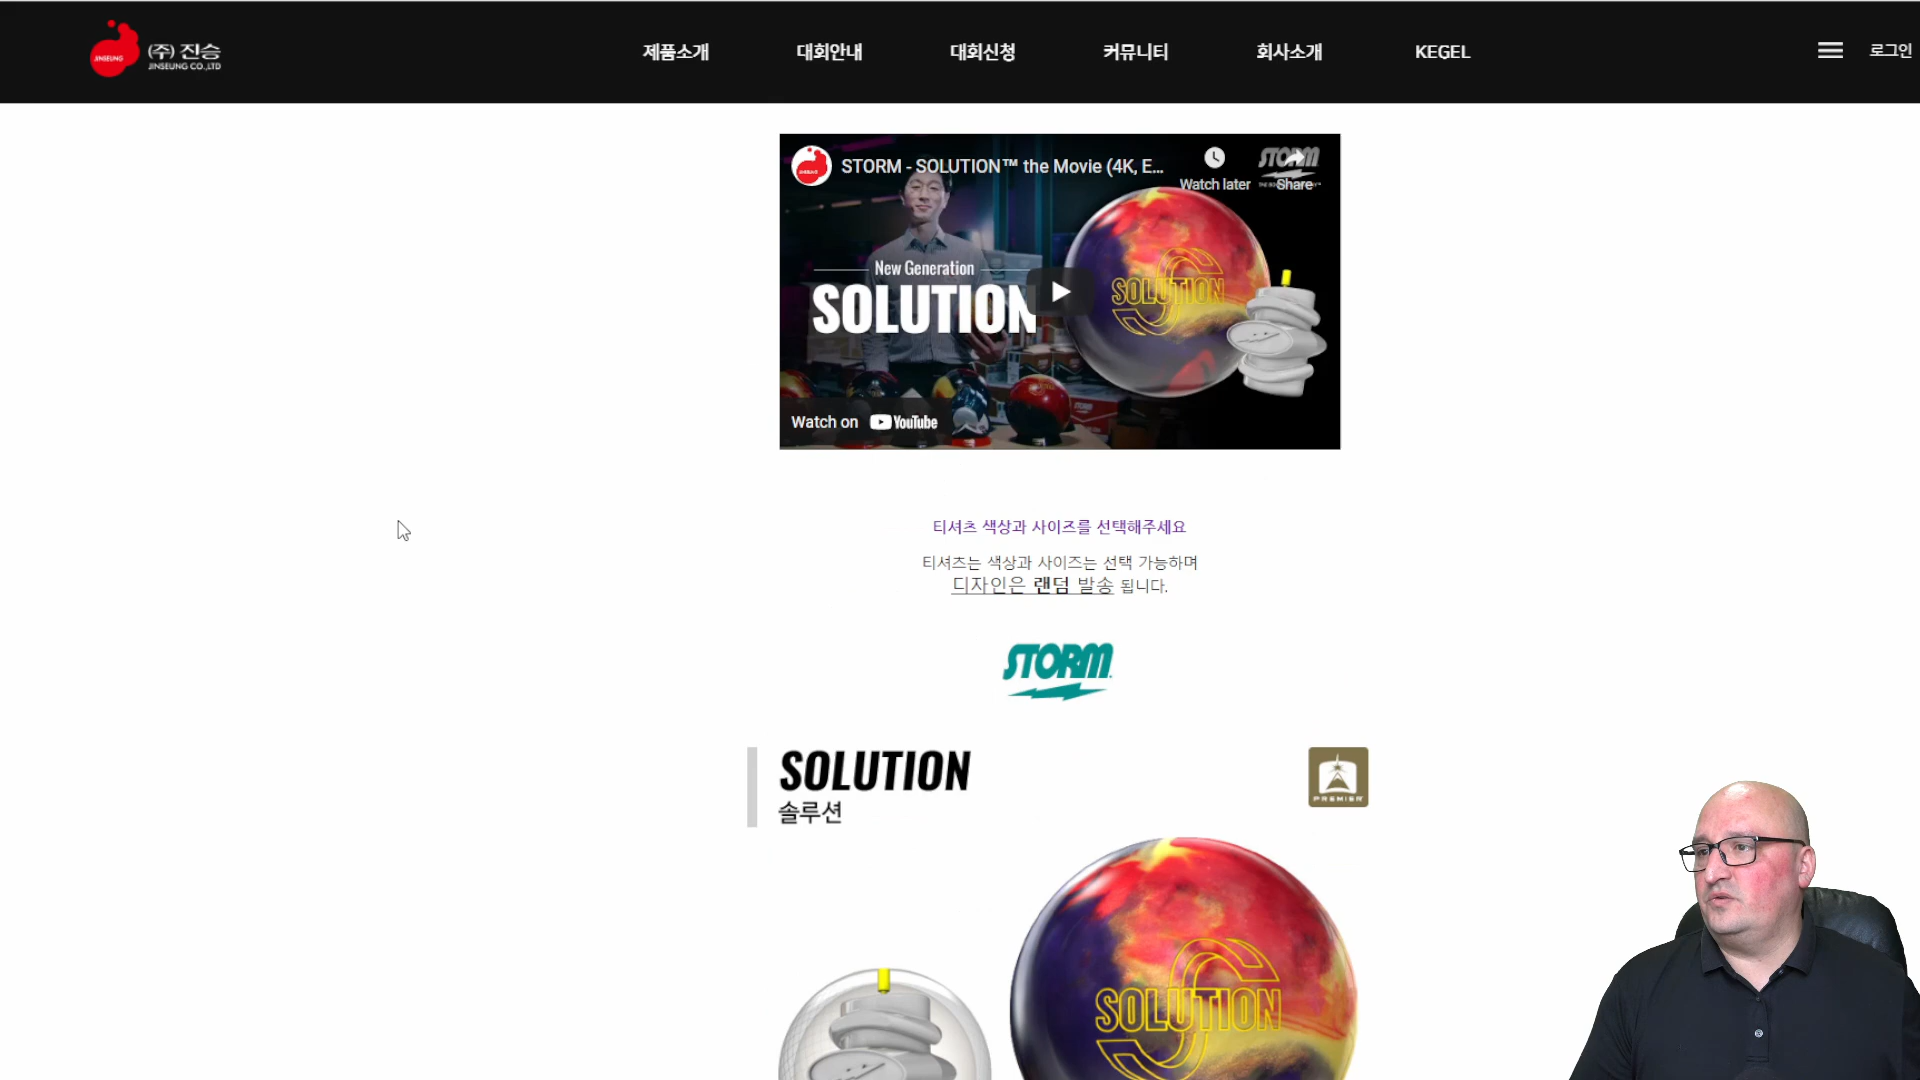 JINSEUNG
(주) 진승
JINSEUNG CO.,LTD
제품소개
대회안내
대회신청
커뮤니티
회사소개
KEGEL
로그인
STORM - SOLUTION™ the Movie (4K, E...
Watch later
Share
STORM
New Generation
SOLUTION
SOLUTION
Watch on YouTube
티셔츠 색상과 사이즈를 선택해주세요
티셔츠는 색상과 사이즈는 선택 가능하며
디자인은 랜덤 발송 됩니다.
STORM
SOLUTION
솔루션
PREMIER
SOLUTION